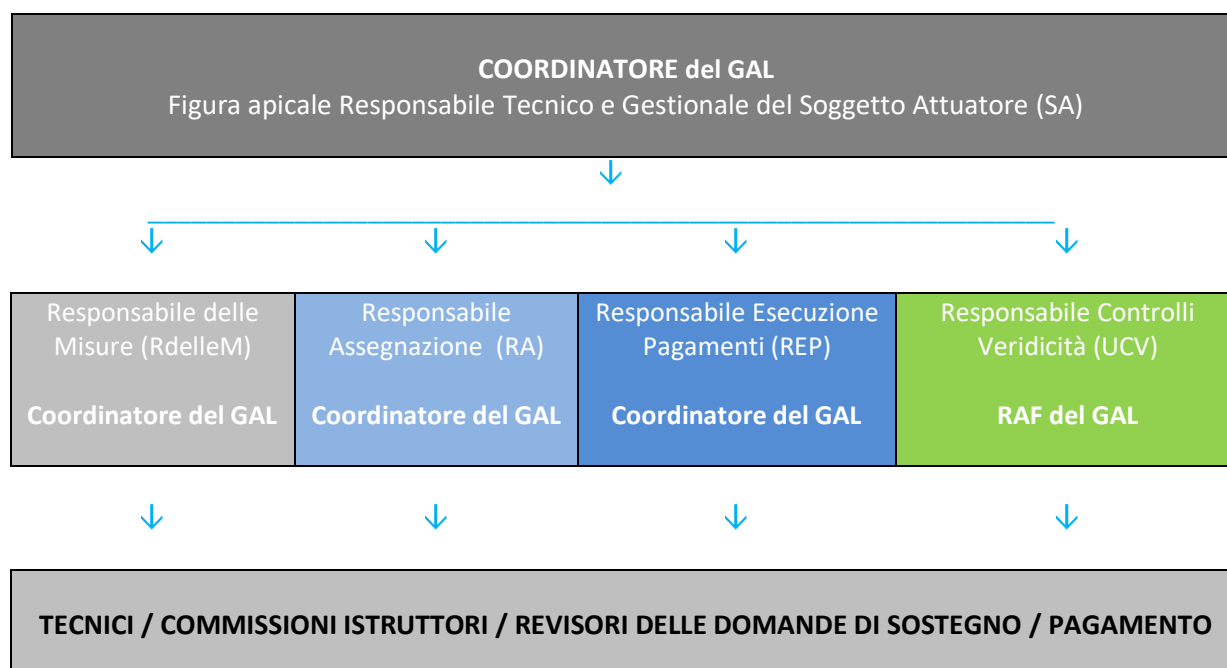 COORDINATORE del GAL
Figura apicale Responsabile Tecnico e Gestionale del Soggetto Attuatore (SA)
Responsabile delle
Misure (RdelleM)
Coordinatore del GAL
Responsabile
Assegnazione (RA)
Coordinatore del GAL
Responsabile Esecuzione
Pagamenti (REP)
Coordinatore del GAL
Responsabile Controlli
Veridicità (UCV)
RAF del GAL
TECNICI / COMMISSIONI ISTRUTTORI / REVISORI DELLE DOMANDE DI SOSTEGNO / PAGAMENTO